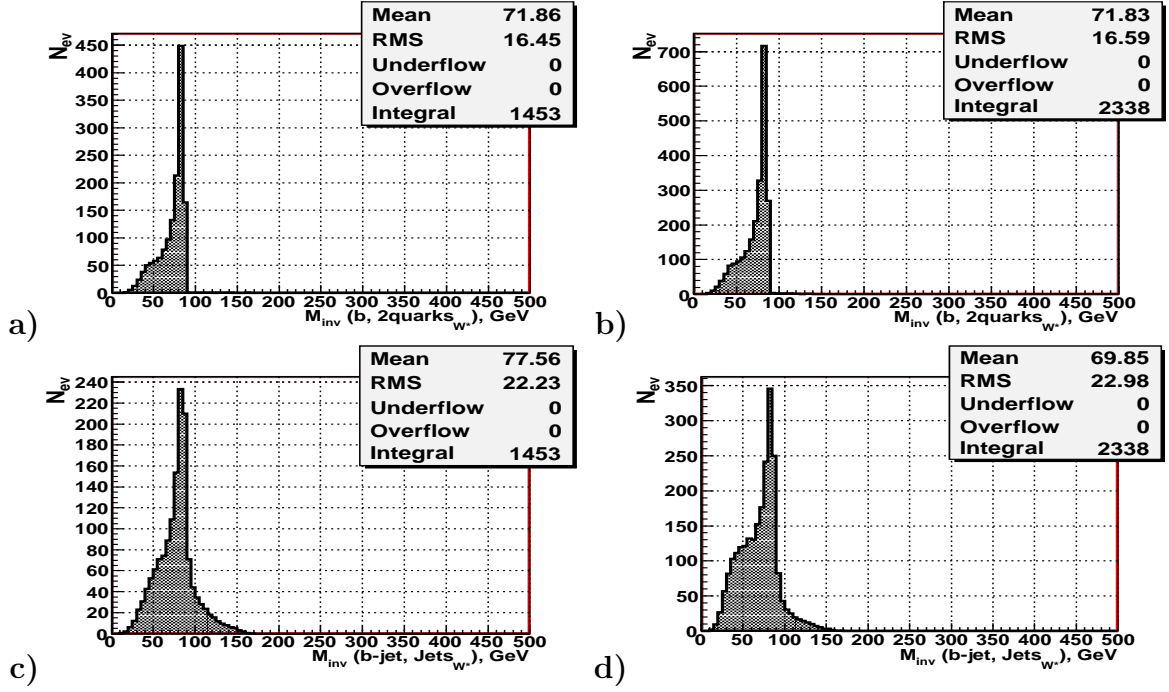 Mean 71.86
RMS 16.45
Underflow 0
Overflow 0
Integral 1453
N_ev
450
400
350
300
250
200
150
100
50
0
0 50 100 150 200 250 300 350 400 450 500
M_inv (b, 2quarks_W*), GeV
a)
Mean 71.83
RMS 16.59
Underflow 0
Overflow 0
Integral 2338
N_ev
700
600
500
400
300
200
100
0
0 50 100 150 200 250 300 350 400 450 500
M_inv (b, 2quarks_W*), GeV
b)
Mean 77.56
RMS 22.23
Underflow 0
Overflow 0
Integral 1453
N_ev
240
220
200
180
160
140
120
100
80
60
40
20
0
0 50 100 150 200 250 300 350 400 450 500
M_inv (b-jet, Jets_W*), GeV
c)
Mean 69.85
RMS 22.98
Underflow 0
Overflow 0
Integral 2338
N_ev
350
300
250
200
150
100
50
0
0 50 100 150 200 250 300 350 400 450 500
M_inv (b-jet, Jets_W*), GeV
d)